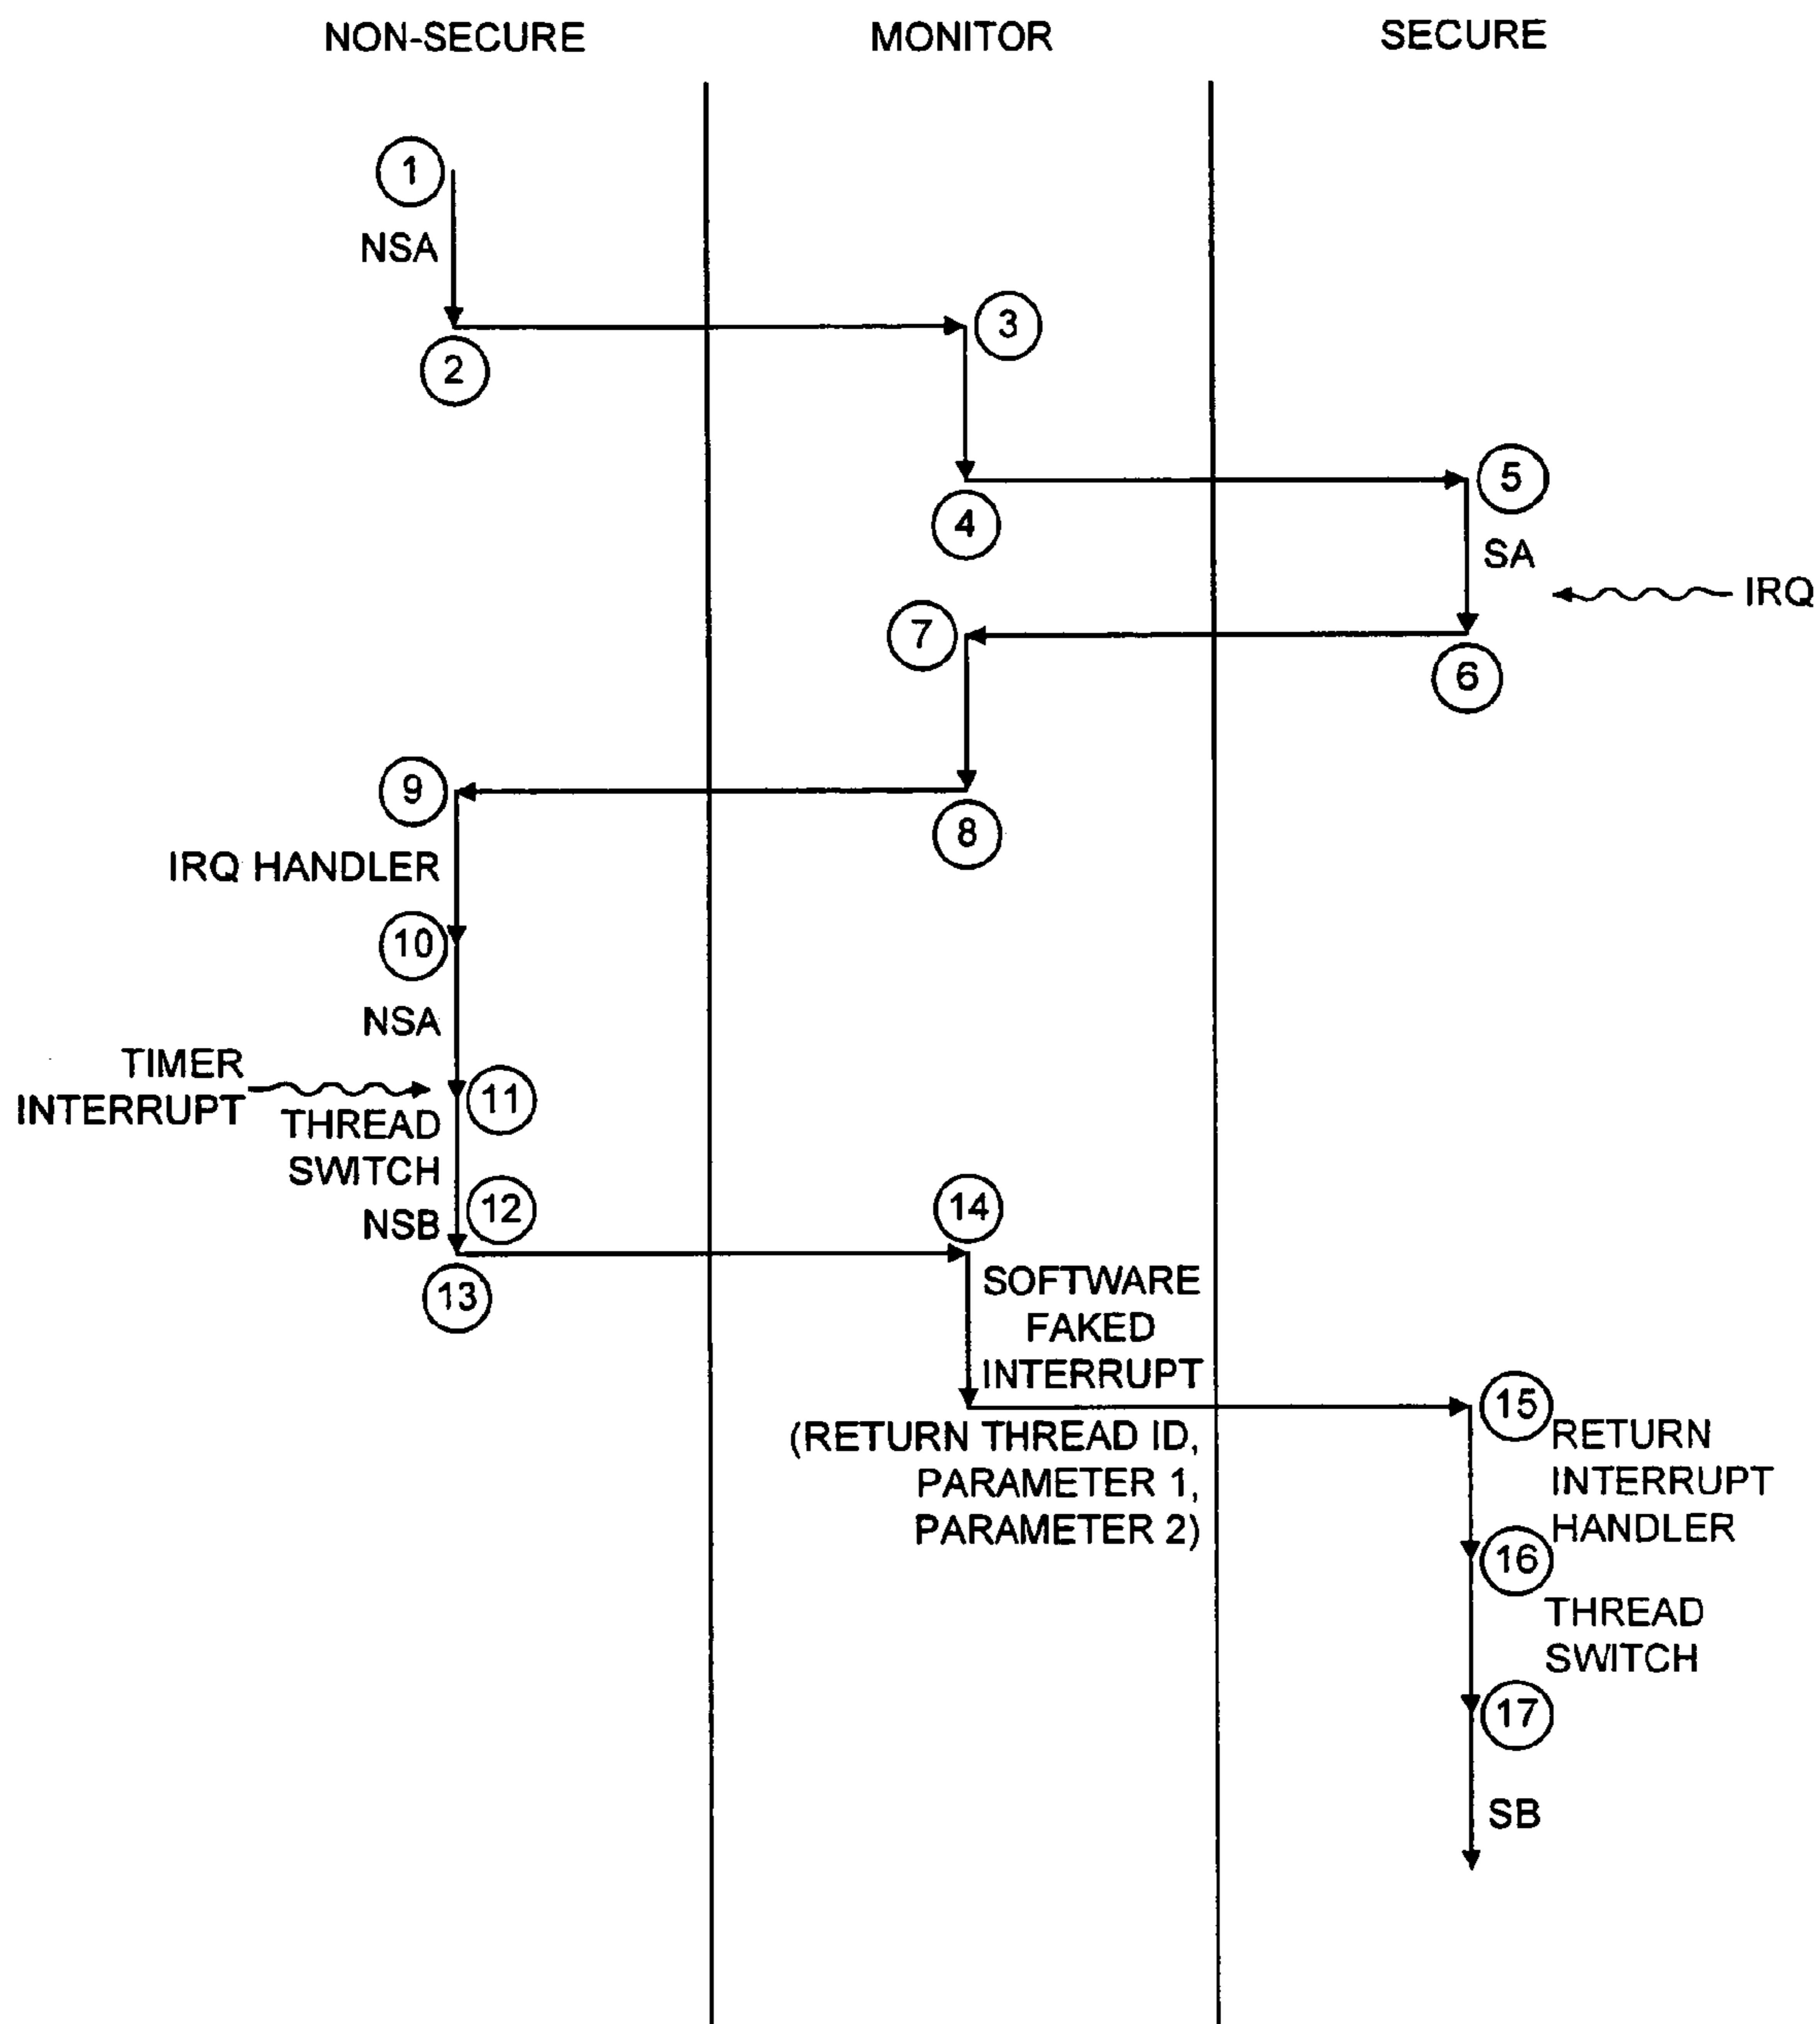 NON-SECURE
MONITOR
SECURE
1
NSA
2
3
4
5
SA
IRQ
6
7
8
9
IRQ HANDLER
10
NSA
TIMER
INTERRUPT
11
THREAD
SWITCH
12
NSB
13
14
SOFTWARE
FAKED
INTERRUPT
(RETURN THREAD ID,
PARAMETER 1,
PARAMETER 2)
15
RETURN
INTERRUPT
HANDLER
16
THREAD
SWITCH
17
SB